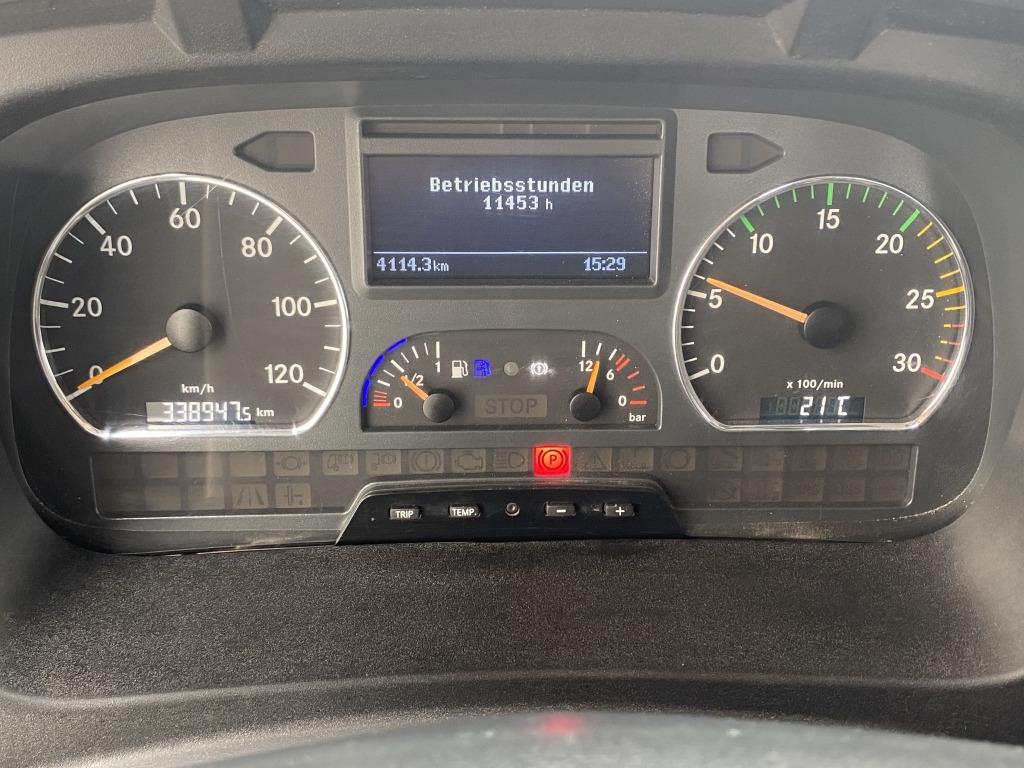 Betriebsstunden
11453 h
4114.3km 15:29
0 20 40 60 80 100 120
km/h
338947.5 km
0 1/2 1
12 6 0
bar
STOP
0 5 10 15 20 25 30
x 100/min
21°C
P
TRIP TEMP. − +